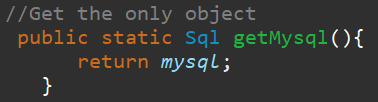 //Get the only object
public static Sql getMysql(){
return mysql;
}